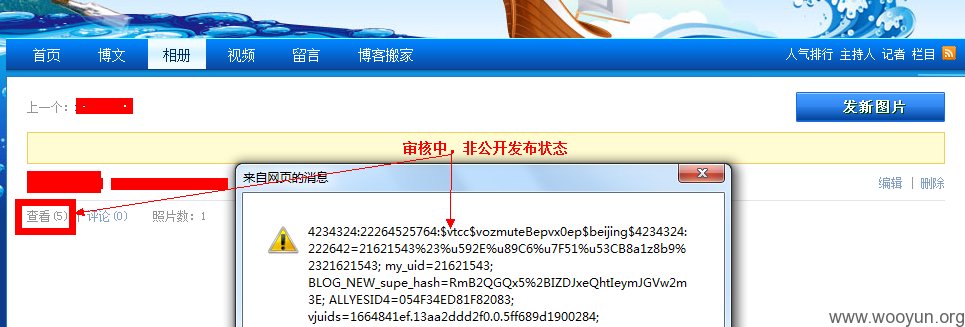 首页 博文 相册 视频 留言 博客搬家 人气排行 主持人 记者 栏目
上一个：
发新图片
审核中，非公开发布状态
来自网页的消息
编辑 | 删除
查看(5) | 评论(0) 照片数：1
4234324:22264525764:$vtcc$vozmuteBepvx0ep$beijing$4234324:
222642=21621543%23%u592E%u89C6%u7F51%u53CB8a1z8b9%
2321621543; my_uid=21621543;
BLOG_NEW_supe_hash=RmB2QGQx5%2BIZDJxeQhtIeymJGVw2m
3E; ALLYESID4=054F34ED81F82083;
vjuids=1664841ef.13aa2ddd2f0.0.5ff689d1900284;
www.wooyun.org